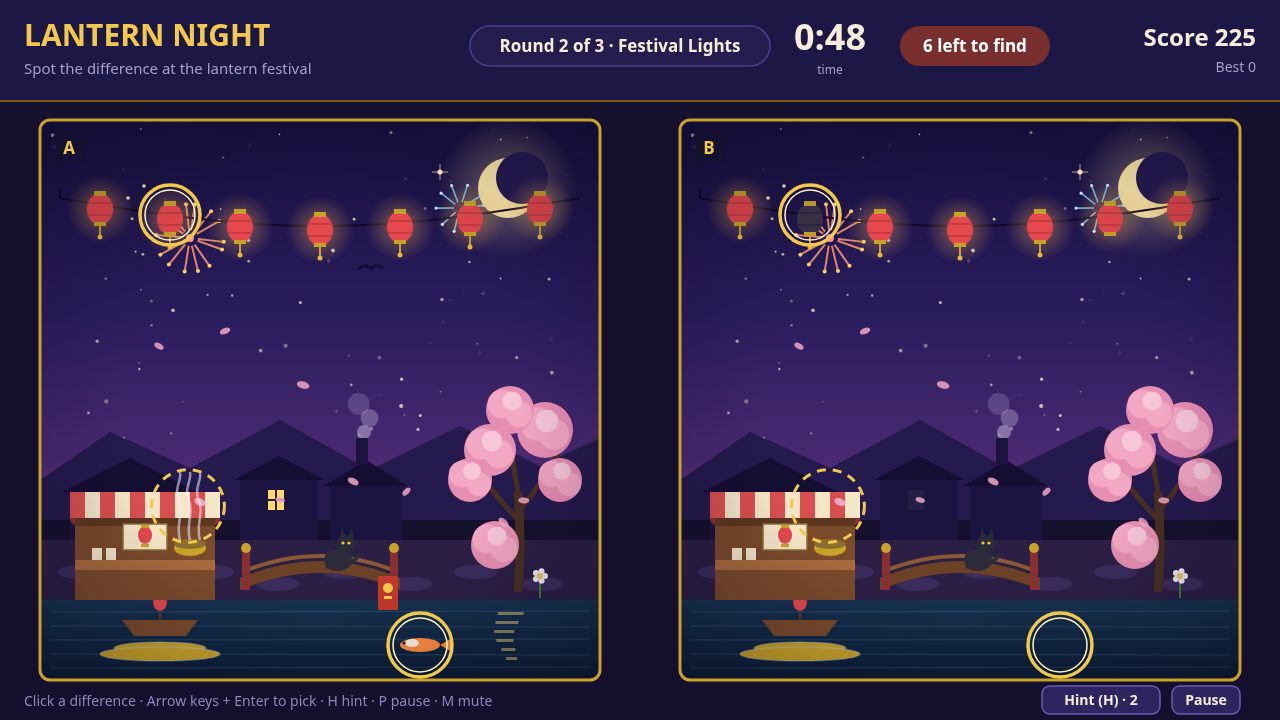 LANTERN NIGHT
Spot the difference at the lantern festival
Round 2 of 3 · Festival Lights
0:48
time
6 left to find
Score 225
Best 0
A
B
Click a difference · Arrow keys + Enter to pick · H hint · P pause · M mute
Hint (H) · 2
Pause